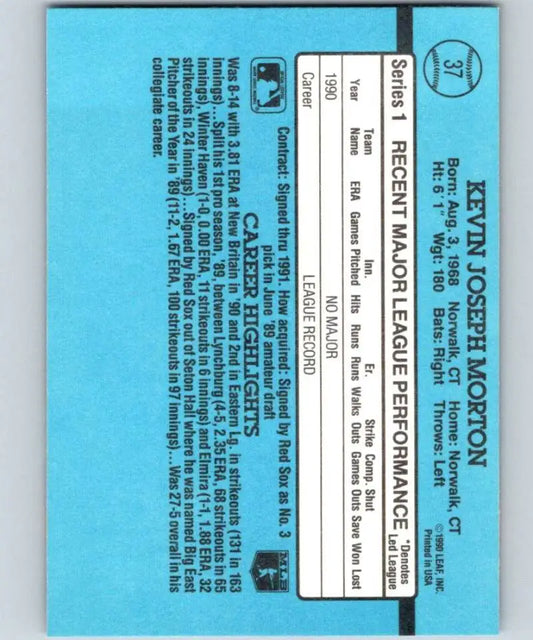 37
KEVIN JOSEPH MORTON
Born: Aug. 3, 1968 Norwalk, CT Home: Norwalk, CT
Ht: 6'1" Wgt: 180 Bats: Right Throws: Left
©1990 LEAF, INC.
Printed in USA
Series 1 RECENT MAJOR LEAGUE PERFORMANCE *Denotes Led League
Team Inn. Er. Strike Comp. Shut
Year Name ERA Games Pitched Hits Runs Runs Walks Outs Games Outs Save Won Lost
1990 NO MAJOR
Career LEAGUE RECORD
Contract: Signed thru 1991. How acquired: Signed by Red Sox as No. 3
pick in June '89 amateur draft
CAREER HIGHLIGHTS
MLB
Was 8-14 with 3.81 ERA at New Britain in '90 and 2nd in Eastern Lg. in strikeouts (131 in 163
innings)...Split his 1st pro season, '89, between Lynchburg (4-5, 2.35 ERA, 68 strikeouts in 65
innings), Winter Haven (1-0, 0.00 ERA, 11 strikeouts in 6 innings) and Elmira (1-1, 1.88 ERA, 32
strikeouts in 24 innings)...Signed by Red Sox out of Seton Hall where he was named Big East
Pitcher of the Year in '89 (11-2, 1.67 ERA, 100 strikeouts in 97 innings)...Was 27-5 overall in his
collegiate career.